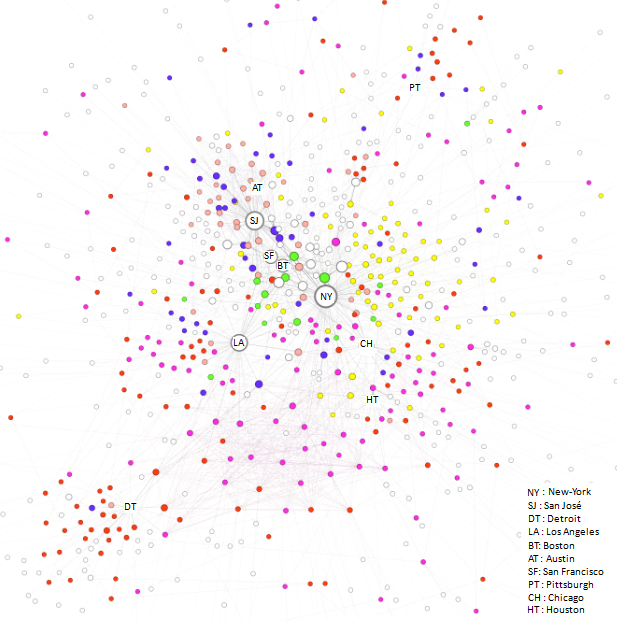 PT
AT
SJ
SF
BT
NY
LA
CH
HT
DT
NY : New-York
SJ : San José
DT : Detroit
LA : Los Angeles
BT: Boston
AT : Austin
SF: San Francisco
PT : Pittsburgh
CH : Chicago
HT : Houston